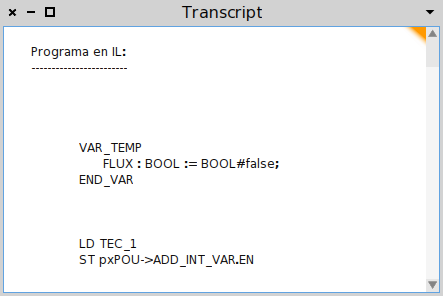 Transcript
Programa en IL:
------------------------
VAR_TEMP
FLUX : BOOL := BOOL#false;
END_VAR
LD TEC_1
ST pxPOU->ADD_INT_VAR.EN